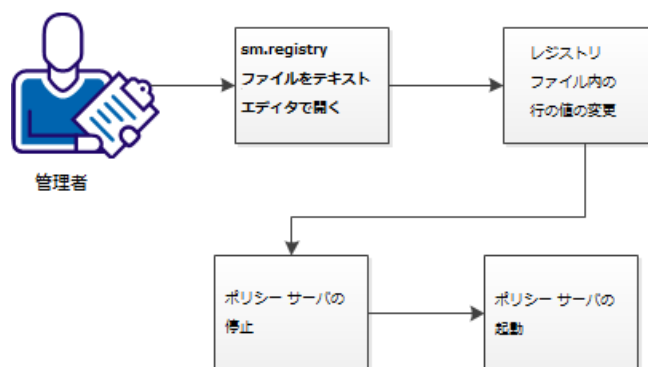 管理者
sm.registry
ファイルをテキスト
エディタで開く
レジストリ
ファイル内の
行の値の変更
ポリシー サーバの
停止
ポリシー サーバの
起動